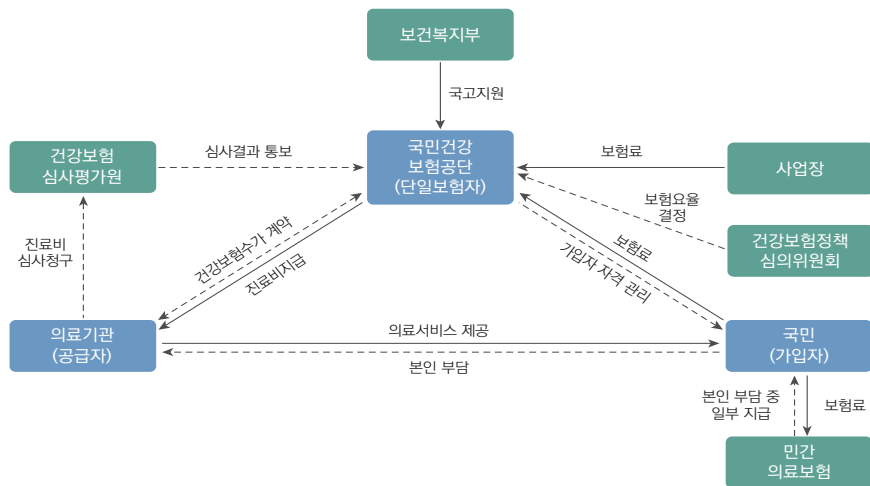 보건복지부
국고지원
건강보험
심사평가원
심사결과 통보
국민건강
보험공단
(단일보험자)
보험료
사업장
보험요율
결정
건강보험정책
심의위원회
진료비
심사청구
건강보험수가 계약
진료비지급
보험료
가입자 자격 관리
의료기관
(공급자)
의료서비스 제공
본인 부담
국민
(가입자)
본인 부담 중
일부 지급
보험료
민간
의료보험